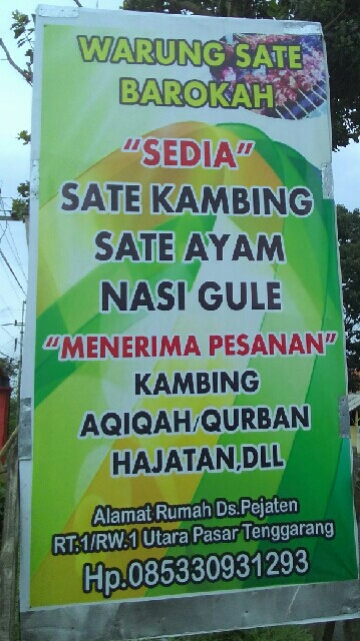 WARUNG SATE
BAROKAH
"SEDIA"
SATE KAMBING
SATE AYAM
NASI GULE
"MENERIMA PESANAN"
KAMBING
AQIQAH/QURBAN
HAJATAN,DLL
Alamat Rumah Ds.Pejaten
RT.1/RW.1 Utara Pasar Tenggarang
Hp.085330931293